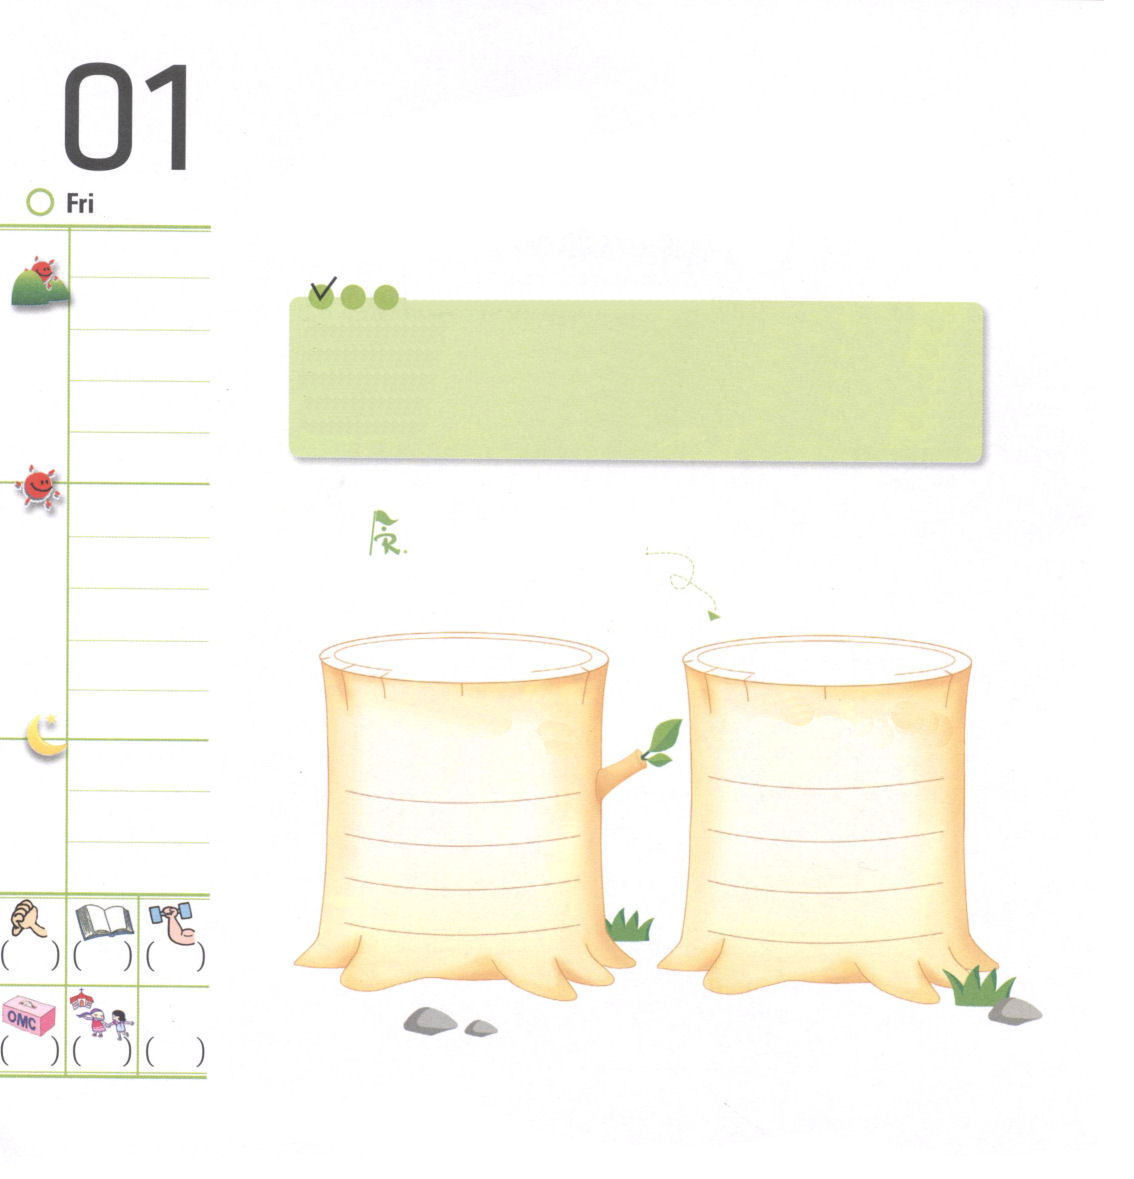 01
Fri
R.
( ) ( ) ( )
OMC
( ) ( ) ( )